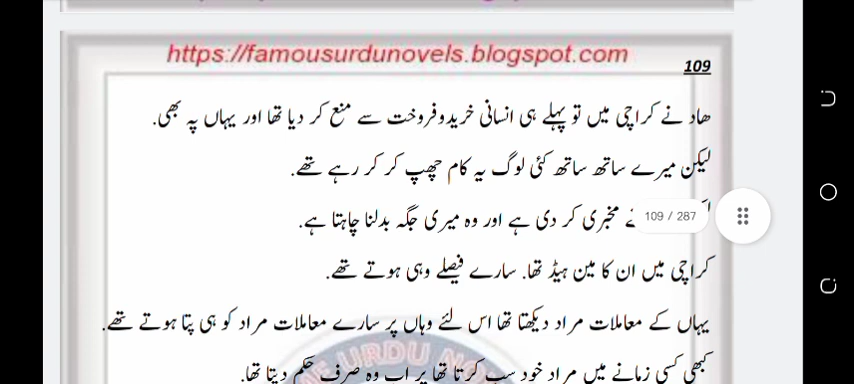 https://famousurdunovels.blogspot.com
109
ھاد نے کراچی میں تو پہلے ہی انسانی خریدوفروخت سے منع کر دیا تھا اور یہاں پہ بھی.
لیکن میرے ساتھ ساتھ کئی لوگ یہ کام چھپ کر کر رہے تھے.
مخبری کر دی ہے اور وہ میری جگہ بدلنا چاہتا ہے.
109 / 287
کراچی میں ان کا مین ہیڈ تھا. سارے فیصلے وہی ہوتے تھے.
یہاں کے معاملات مراد دیکھتا تھا اس لئے وہاں پر سارے معاملات مراد کو ہی پتا ہوتے تھے.
کبھی کسی زمانے میں مراد خود سب کرتا تھا پر اب وہ صرف حکم دیتا تھا.